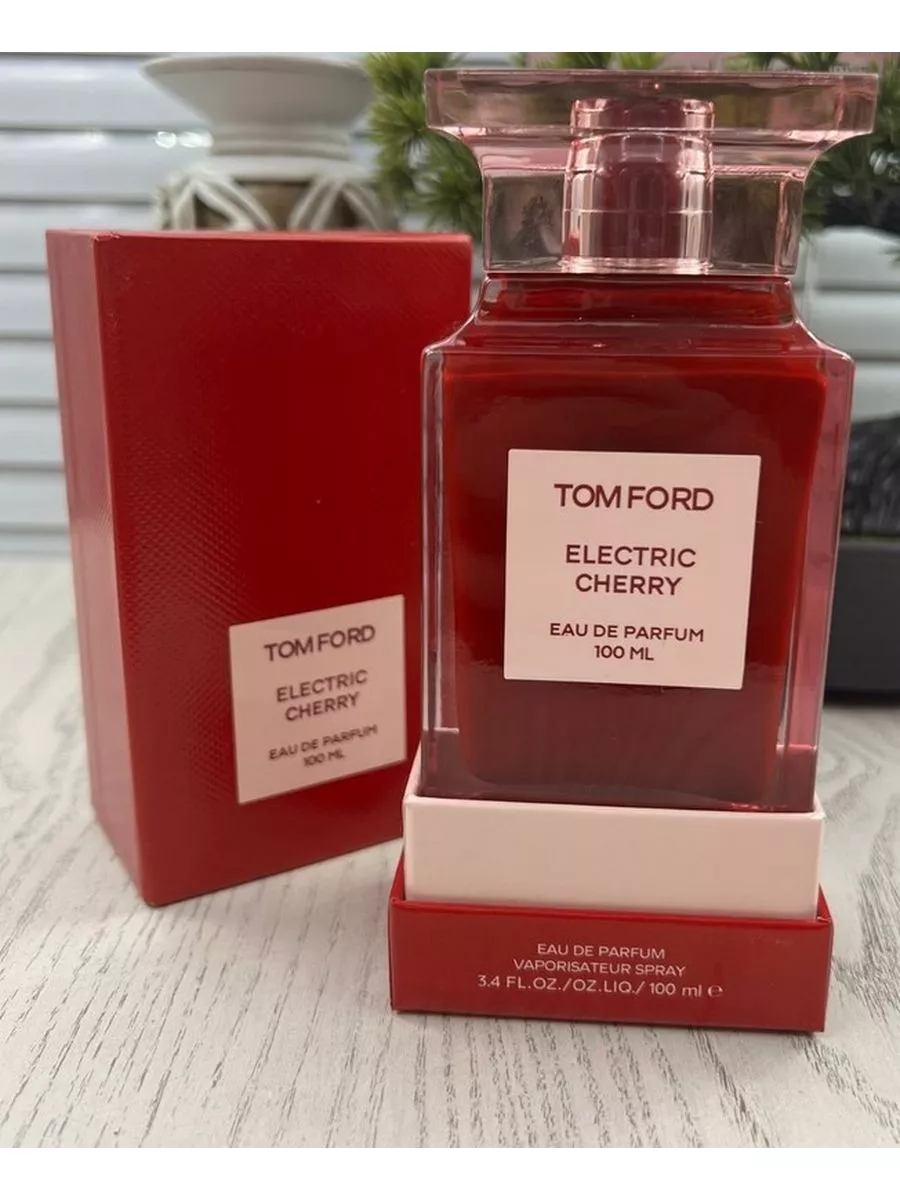 TOM FORD
ELECTRIC
CHERRY
EAU DE PARFUM
100 ML
TOM FORD
ELECTRIC
CHERRY
EAU DE PARFUM
100 ML
EAU DE PARFUM
VAPORISATEUR SPRAY
3.4 FL.OZ./OZ.LIQ./ 100 ml ℮